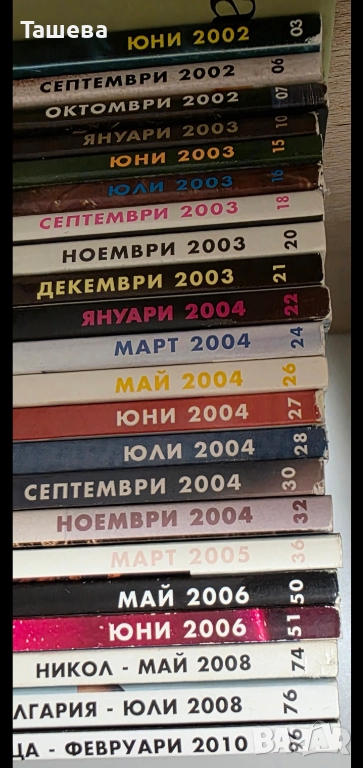 Ташева
ЮНИ 2002 03
СЕПТЕМВРИ 2002 06
ОКТОМВРИ 2002 07
ЯНУАРИ 2003 10
ЮНИ 2003 15
ЮЛИ 2003 16
СЕПТЕМВРИ 2003 18
НОЕМВРИ 2003 20
ДЕКЕМВРИ 2003 21
ЯНУАРИ 2004 22
МАРТ 2004 24
МАЙ 2004 26
ЮНИ 2004 27
ЮЛИ 2004 28
СЕПТЕМВРИ 2004 30
НОЕМВРИ 2004 32
МАРТ 2005 36
МАЙ 2006 50
ЮНИ 2006 51
НИКОЛ - МАЙ 2008 74
ЛГАРИЯ - ЮЛИ 2008 76
ЦА - ФЕВРУАРИ 2010 96
BAZAR